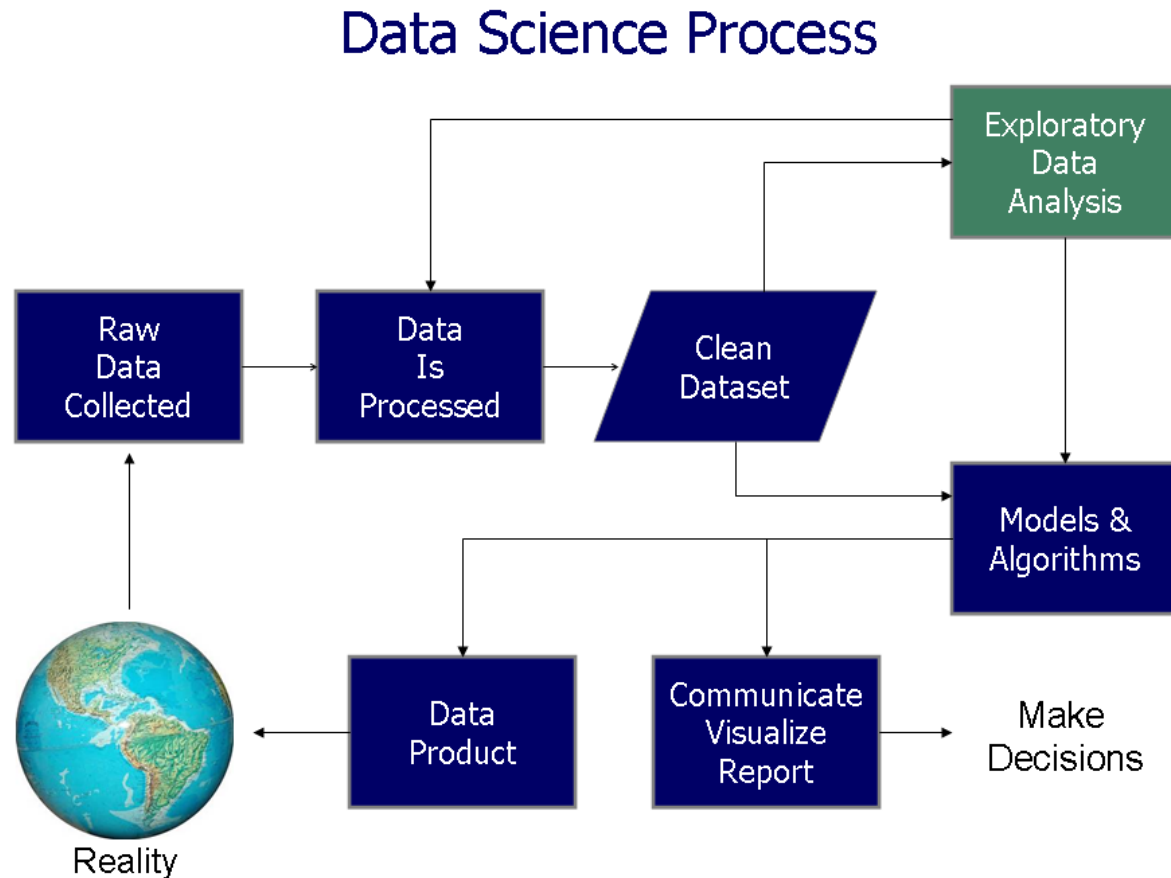 Data Science Process
Exploratory
Data
Analysis
Raw
Data
Collected
Data
Is
Processed
Clean
Dataset
Models &
Algorithms
Data
Product
Communicate
Visualize
Report
Make
Decisions
Reality